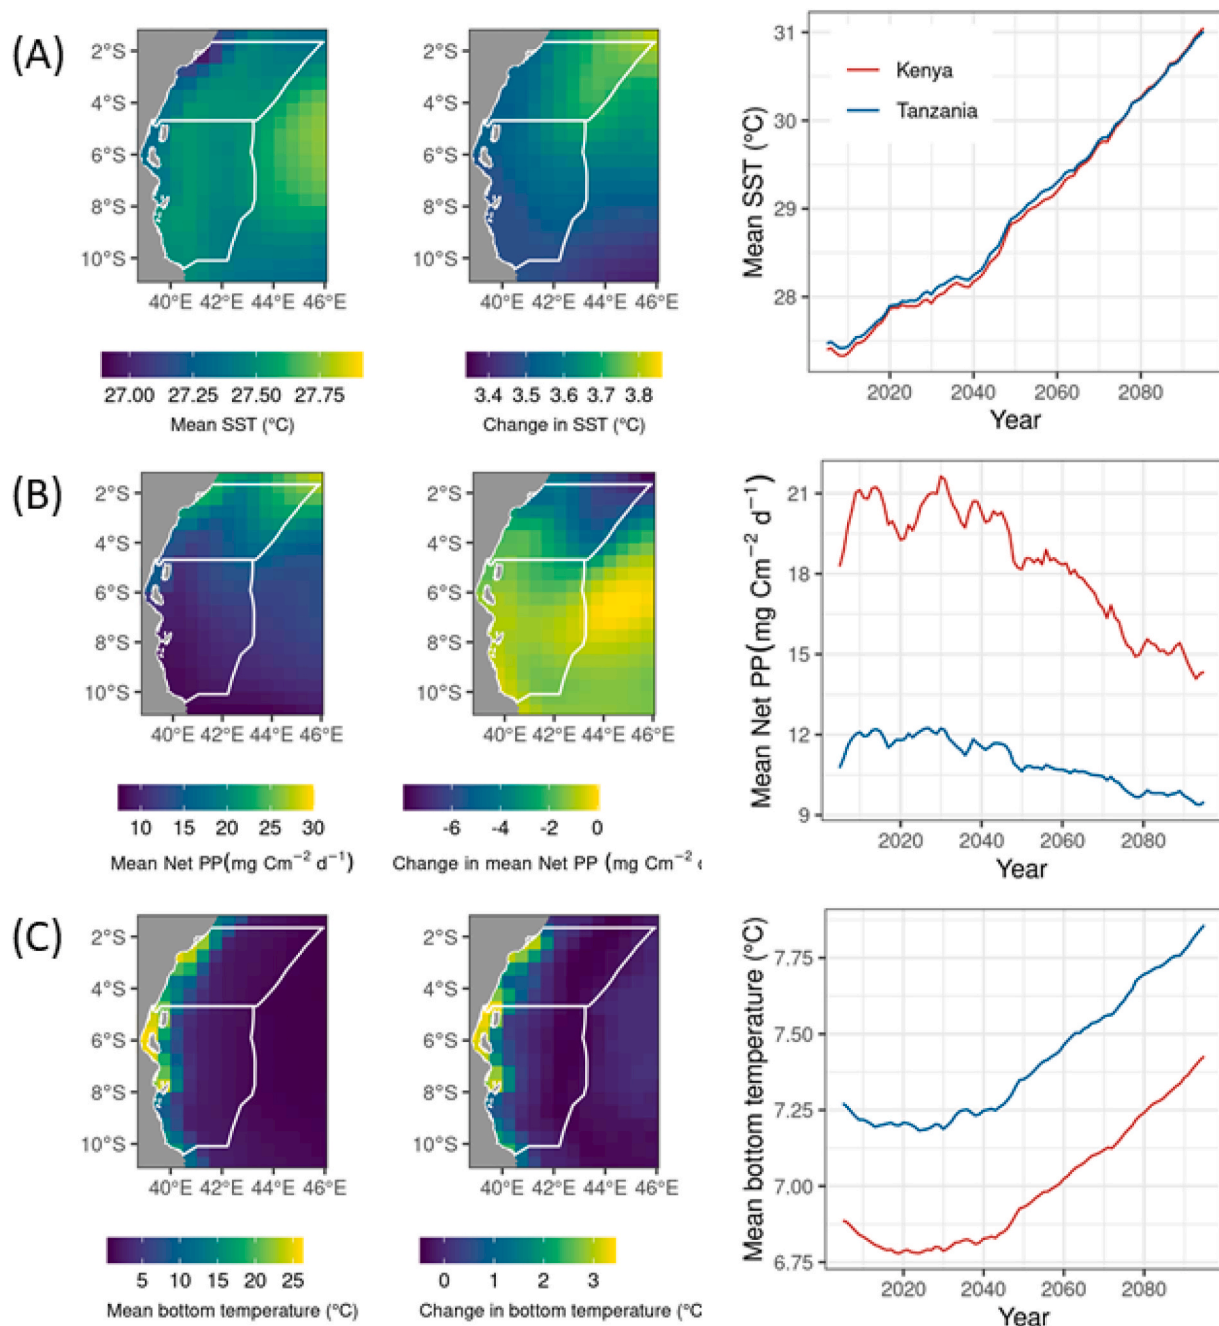 (A)
2°S
4°S
6°S
8°S
10°S
40°E 42°E 44°E 46°E
27.00 27.25 27.50 27.75
Mean SST (°C)
2°S
4°S
6°S
8°S
10°S
40°E 42°E 44°E 46°E
3.4 3.5 3.6 3.7 3.8
Change in SST (°C)
Mean SST (°C)
31
30
29
28
Kenya
Tanzania
2020 2040 2060 2080
Year
(B)
2°S
4°S
6°S
8°S
10°S
40°E 42°E 44°E 46°E
10 15 20 25 30
Mean Net PP(mg Cm⁻² d⁻¹)
2°S
4°S
6°S
8°S
10°S
40°E 42°E 44°E 46°E
-6 -4 -2 0
Change in mean Net PP (mg Cm⁻² d
Mean Net PP(mg Cm⁻² d⁻¹)
21
18
15
12
9
2020 2040 2060 2080
Year
(C)
2°S
4°S
6°S
8°S
10°S
40°E 42°E 44°E 46°E
5 10 15 20 25
Mean bottom temperature (°C)
2°S
4°S
6°S
8°S
10°S
40°E 42°E 44°E 46°E
0 1 2 3
Change in bottom temperature (°C
Mean bottom temperature (°C)
7.75
7.50
7.25
7.00
6.75
2020 2040 2060 2080
Year